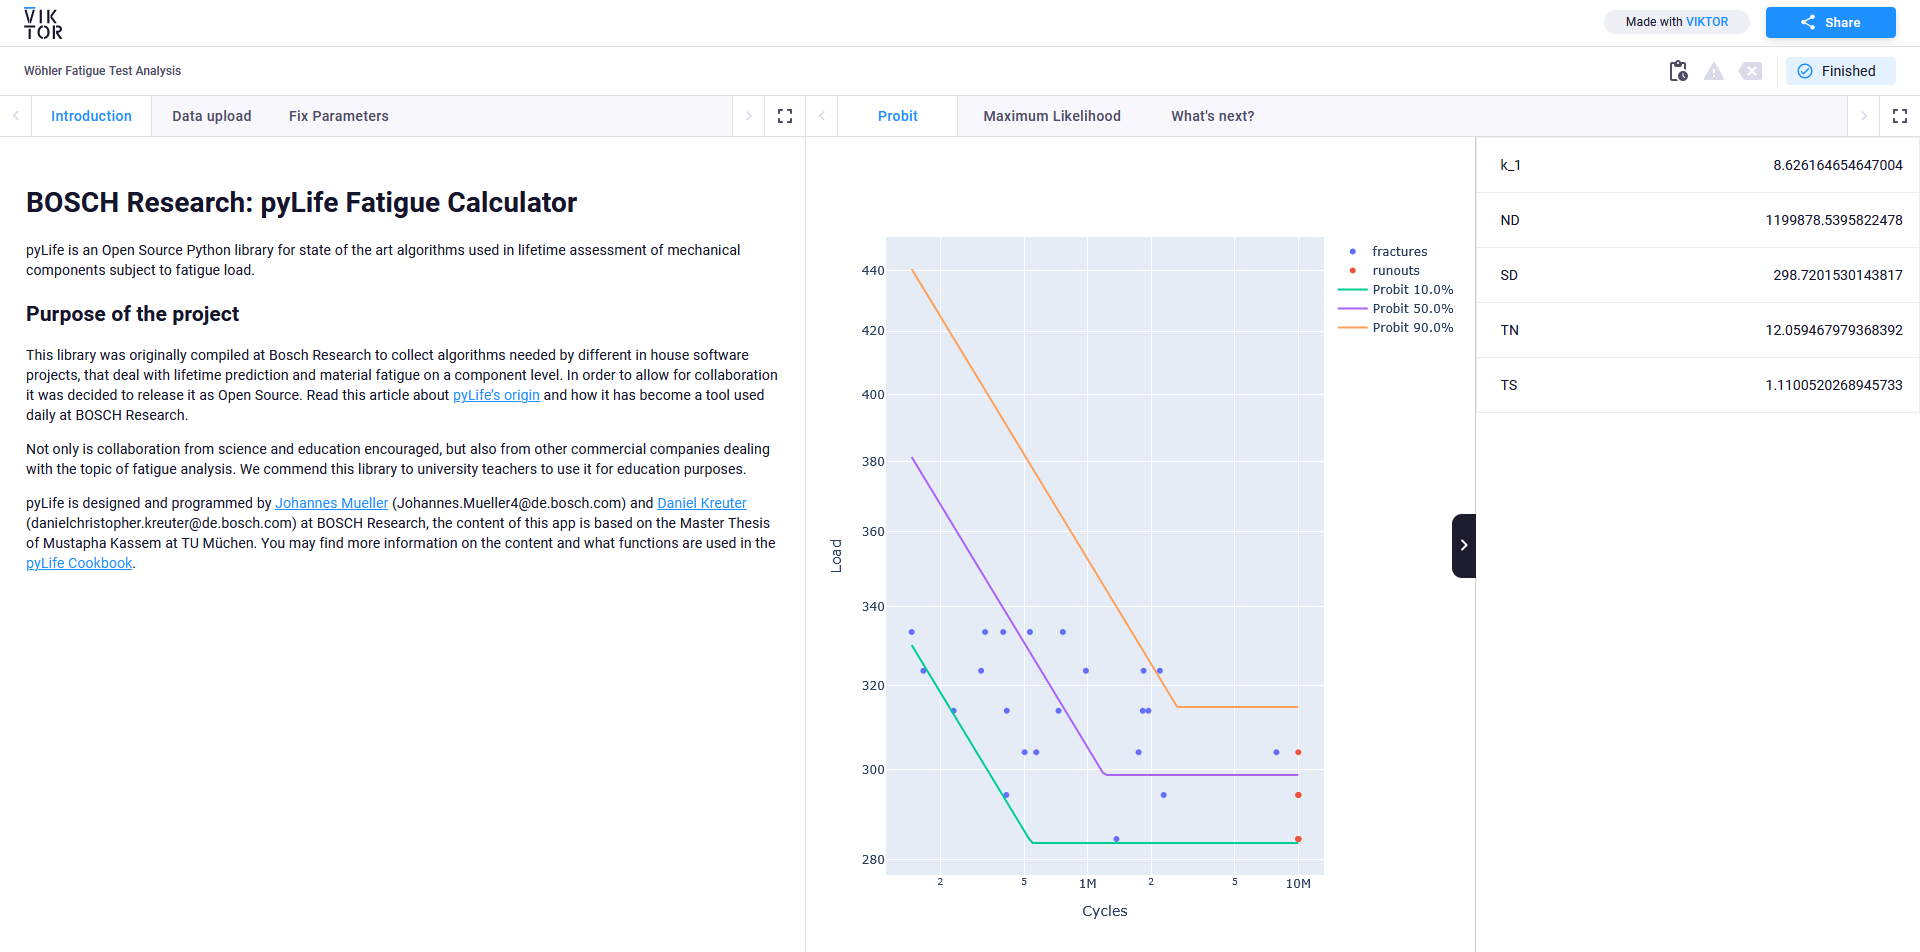 VIKTOR
Made with VIKTOR
Share
Wöhler Fatigue Test Analysis
Finished
Introduction
Data upload
Fix Parameters
Probit
Maximum Likelihood
What's next?
BOSCH Research: pyLife Fatigue Calculator
pyLife is an Open Source Python library for state of the art algorithms used in lifetime assessment of mechanical
components subject to fatigue load.
Purpose of the project
This library was originally compiled at Bosch Research to collect algorithms needed by different in house software
projects, that deal with lifetime prediction and material fatigue on a component level. In order to allow for collaboration
it was decided to release it as Open Source. Read this article about pyLife's origin and how it has become a tool used
daily at BOSCH Research.
Not only is collaboration from science and education encouraged, but also from other commercial companies dealing
with the topic of fatigue analysis. We commend this library to university teachers to use it for education purposes.
pyLife is designed and programmed by Johannes Mueller (Johannes.Mueller4@de.bosch.com) and Daniel Kreuter
(danielchristopher.kreuter@de.bosch.com) at BOSCH Research, the content of this app is based on the Master Thesis
of Mustapha Kassem at TU Müchen. You may find more information on the content and what functions are used in the
pyLife Cookbook.
440
420
400
380
360
340
320
300
280
Load
2
5
1M
2
5
10M
Cycles
fractures
runouts
Probit 10.0%
Probit 50.0%
Probit 90.0%
k_1 8.626164654647004
ND 1199878.5395822478
SD 298.7201530143817
TN 12.059467979368392
TS 1.1100520268945733